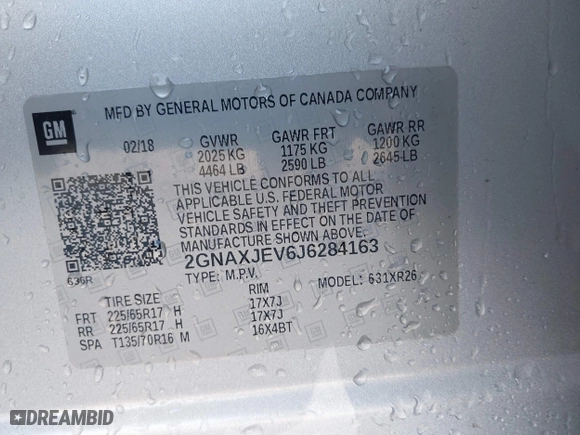 MFD BY GENERAL MOTORS OF CANADA COMPANY
GM
02/18 GVWR GAWR FRT GAWR RR
2025 KG 1175 KG 1200 KG
4464 LB 2590 LB 2645 LB
THIS VEHICLE CONFORMS TO ALL
APPLICABLE U.S. FEDERAL MOTOR
VEHICLE SAFETY AND THEFT PREVENTION
STANDARDS IN EFFECT ON THE DATE OF
MANUFACTURE SHOWN ABOVE.
636R
2GNAXJEV6J6284163
TYPE: M.P.V. MODEL: 631XR26
TIRE SIZE RIM
FRT 225/65R17 H 17X7J
RR 225/65R17 H 17X7J
SPA T135/70R16 M 16X4BT
DREAMBID